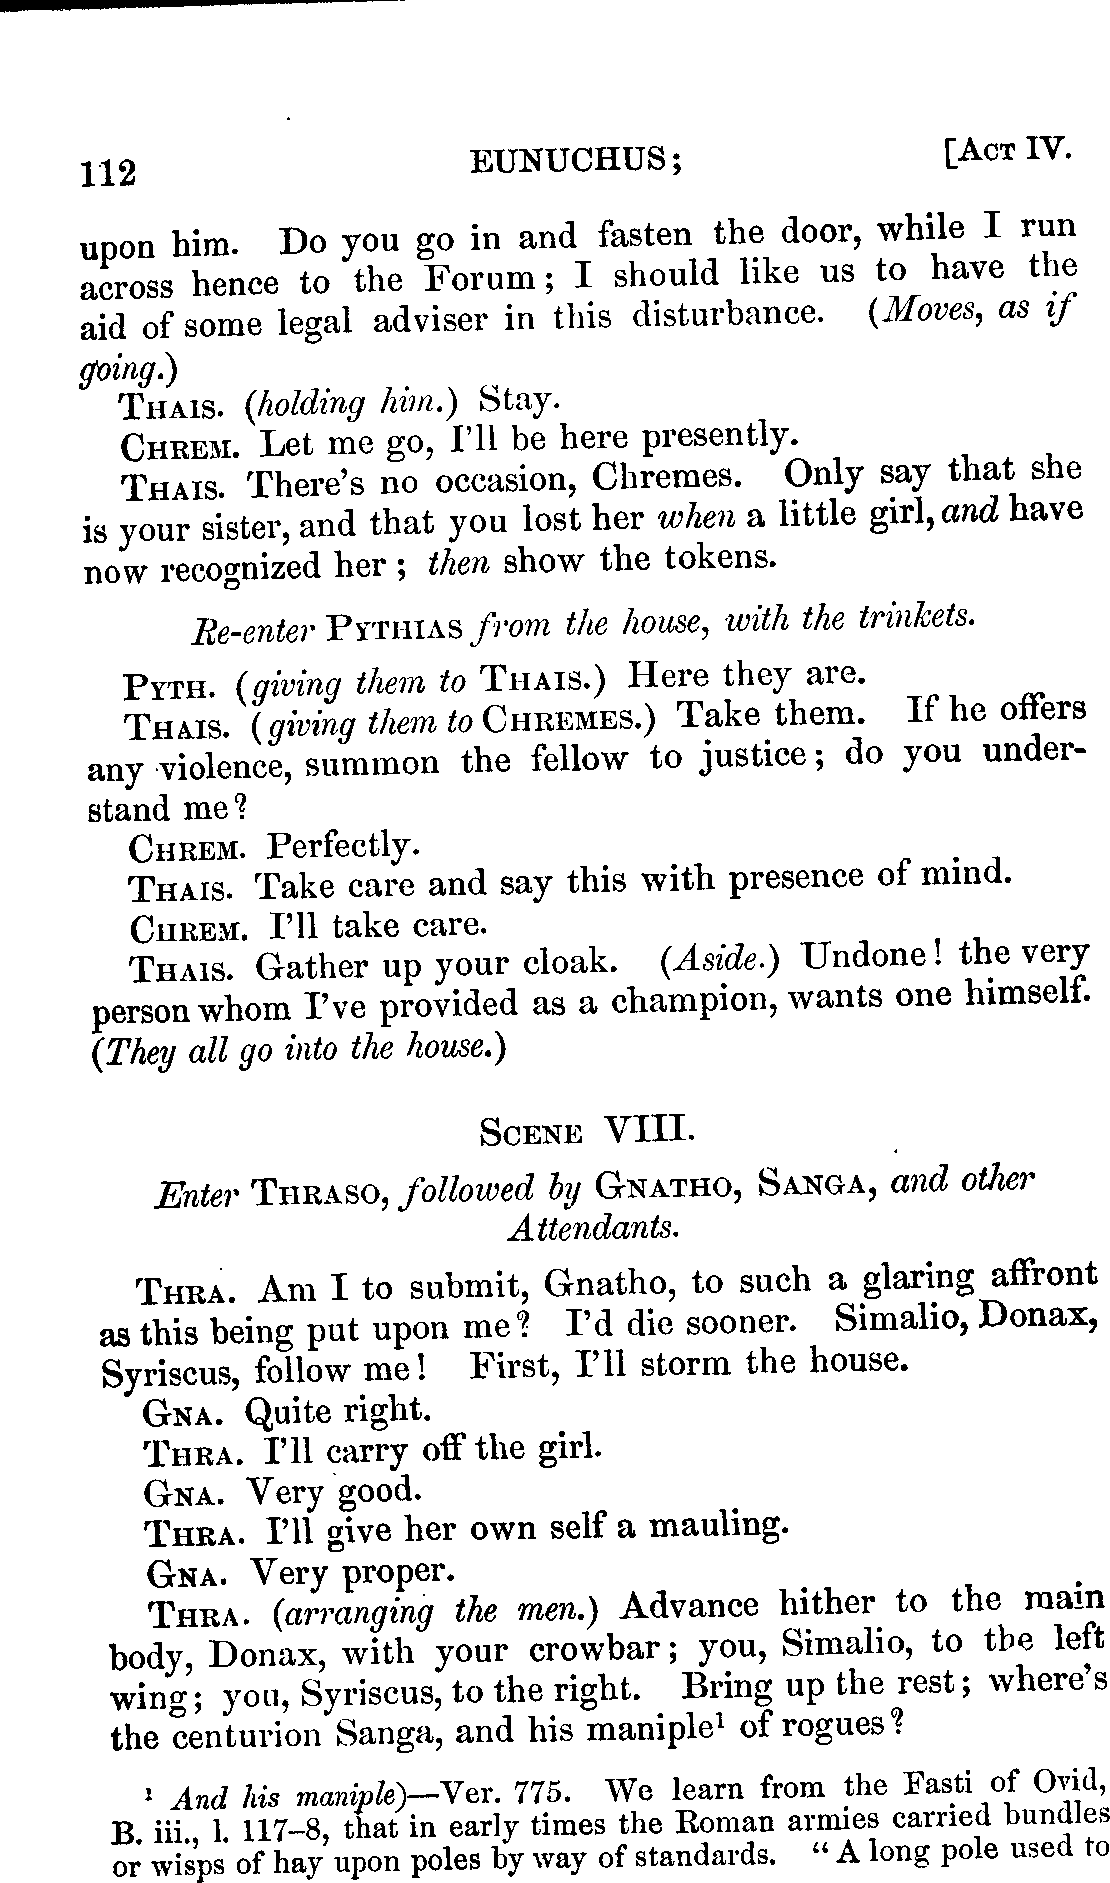 112 EUNUCHUS; [ACT IV.
upon him. Do you go in and fasten the door, while I run
across hence to the Forum; I should like us to have the
aid of some legal adviser in this disturbance. (Moves, as if
going.)
THAIS. (holding him.) Stay.
CHREM. Let me go, I'll be here presently.
THAIS. There's no occasion, Chremes. Only say that she
is your sister, and that you lost her when a little girl, and have
now recognized her; then show the tokens.
Re-enter PYTHIAS from the house, with the trinkets.
PYTH. (giving them to THAIS.) Here they are.
THAIS. (giving them to CHREMES.) Take them. If he offers
any violence, summon the fellow to justice; do you under-
stand me?
CHREM. Perfectly.
THAIS. Take care and say this with presence of mind.
CHREM. I'll take care.
THAIS. Gather up your cloak. (Aside.) Undone! the very
person whom I've provided as a champion, wants one himself.
(They all go into the house.)
SCENE VIII.
Enter THRASO, followed by GNATHO, SANGA, and other
Attendants.
THRA. Am I to submit, Gnatho, to such a glaring affront
as this being put upon me? I'd die sooner. Simalio, Donax,
Syriscus, follow me! First, I'll storm the house.
GNA. Quite right.
THRA. I'll carry off the girl.
GNA. Very good.
THRA. I'll give her own self a mauling.
GNA. Very proper.
THRA. (arranging the men.) Advance hither to the main
body, Donax, with your crowbar; you, Simalio, to the left
wing; you, Syriscus, to the right. Bring up the rest; where's
the centurion Sanga, and his maniple¹ of rogues?
¹ And his maniple)—Ver. 775. We learn from the Fasti of Ovid,
B. iii., l. 117–8, that in early times the Roman armies carried bundles
or wisps of hay upon poles by way of standards. "A long pole used to